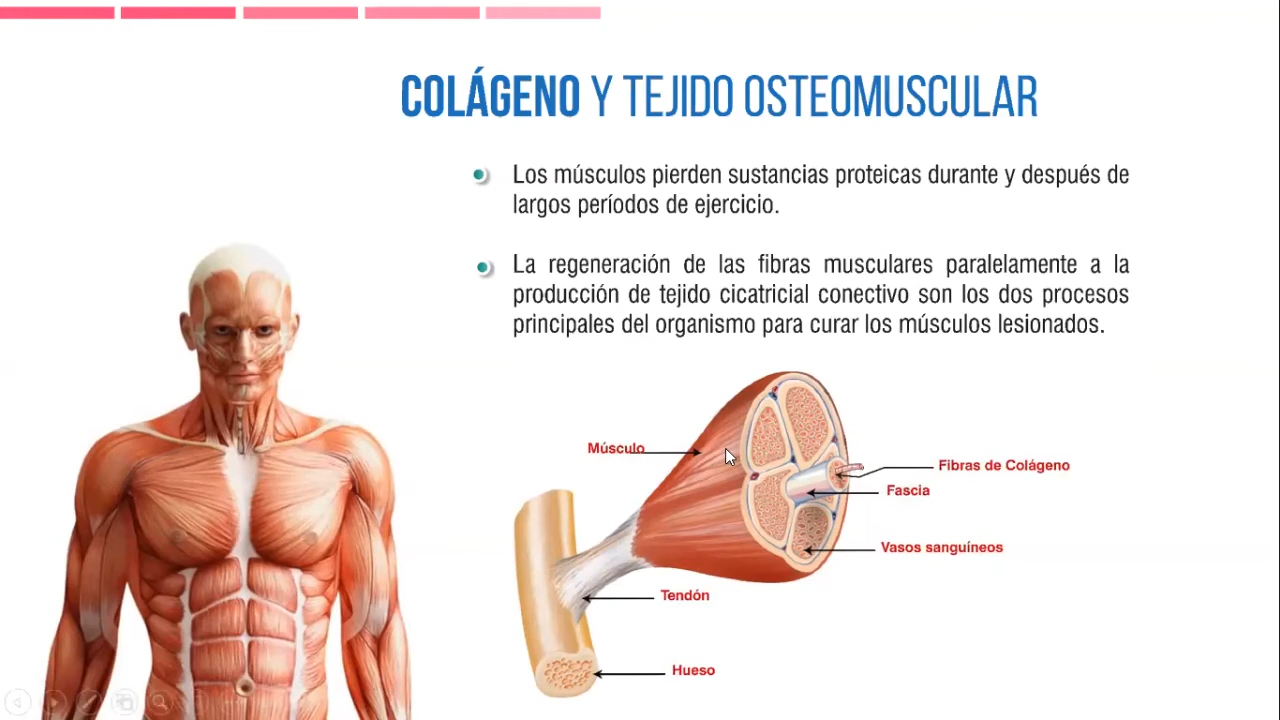 COLÁGENO Y TEJIDO OSTEOMUSCULAR
Los músculos pierden sustancias proteicas durante y después de
largos períodos de ejercicio.
La regeneración de las fibras musculares paralelamente a la
producción de tejido cicatricial conectivo son los dos procesos
principales del organismo para curar los músculos lesionados.
Músculo
Fibras de Colágeno
Fascia
Vasos sanguíneos
Tendón
Hueso